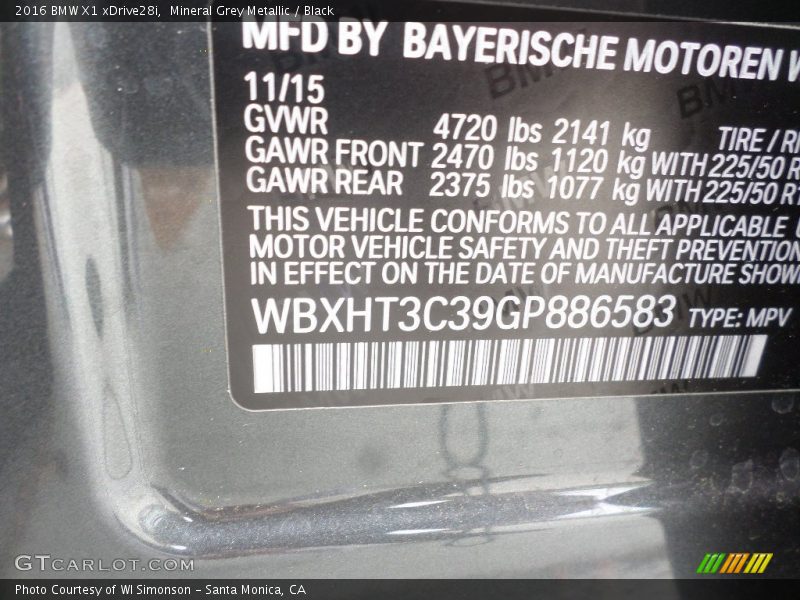 2016 BMW X1 xDrive28i, Mineral Grey Metallic / Black
MFD BY BAYERISCHE MOTOREN
11/15
GVWR 4720 lbs 2141 kg TIRE /
GAWR FRONT 2470 lbs 1120 kg WITH 225/50
GAWR REAR 2375 lbs 1077 kg WITH 225/50
THIS VEHICLE CONFORMS TO ALL APPLICABLE
MOTOR VEHICLE SAFETY AND THEFT PREVENTION
IN EFFECT ON THE DATE OF MANUFACTURE
WBXHT3C39GP886583 TYPE: MPV
GTCARLOT.COM
Photo Courtesy of WI Simonson – Santa Monica, CA